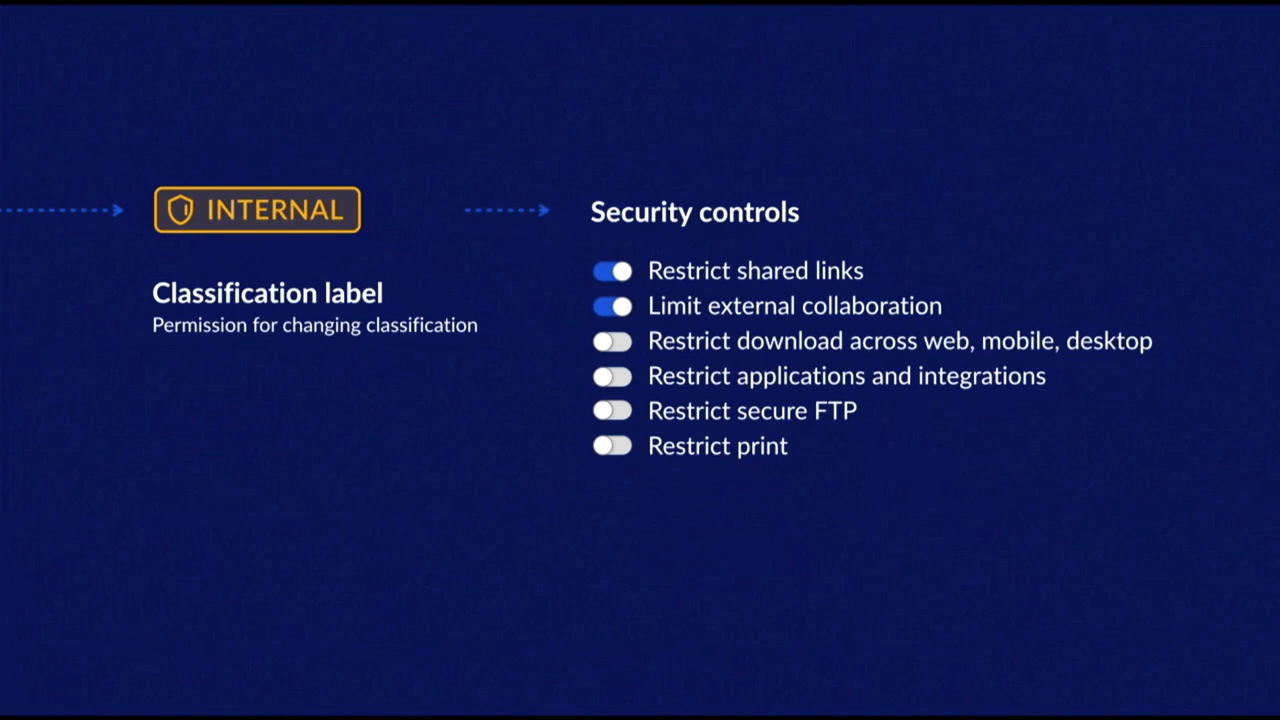 INTERNAL
Classification label
Permission for changing classification
Security controls
Restrict shared links
Limit external collaboration
Restrict download across web, mobile, desktop
Restrict applications and integrations
Restrict secure FTP
Restrict print